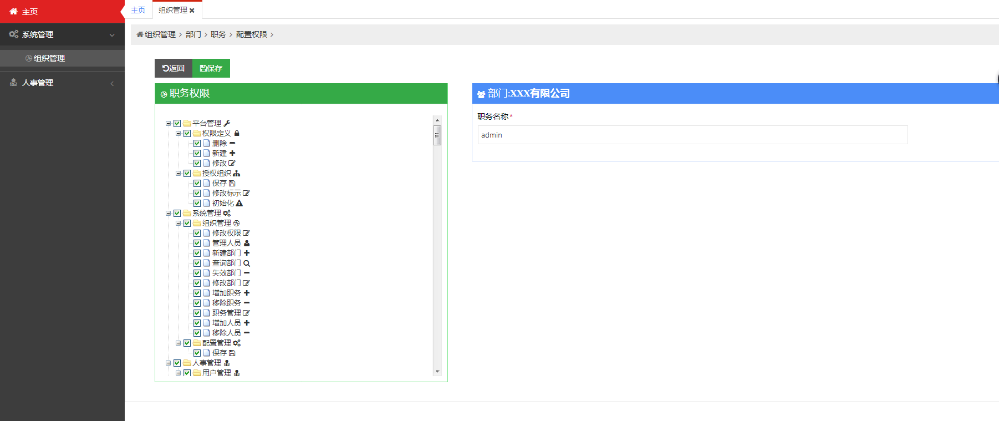 主页
系统管理
组织管理
人事管理
主页 组织管理
组织管理 > 部门 > 职务 > 配置权限 >
返回 保存
职务权限
平台管理
权限定义
删除
新建
修改
授权组织
保存
修改标示
初始化
系统管理
组织管理
修改权限
管理人员
新建部门
查询部门
失效部门
修改部门
增加职务
移除职务
职务管理
增加人员
移除人员
配置管理
保存
人事管理
用户管理
部门:XXX有限公司
职务名称*
admin